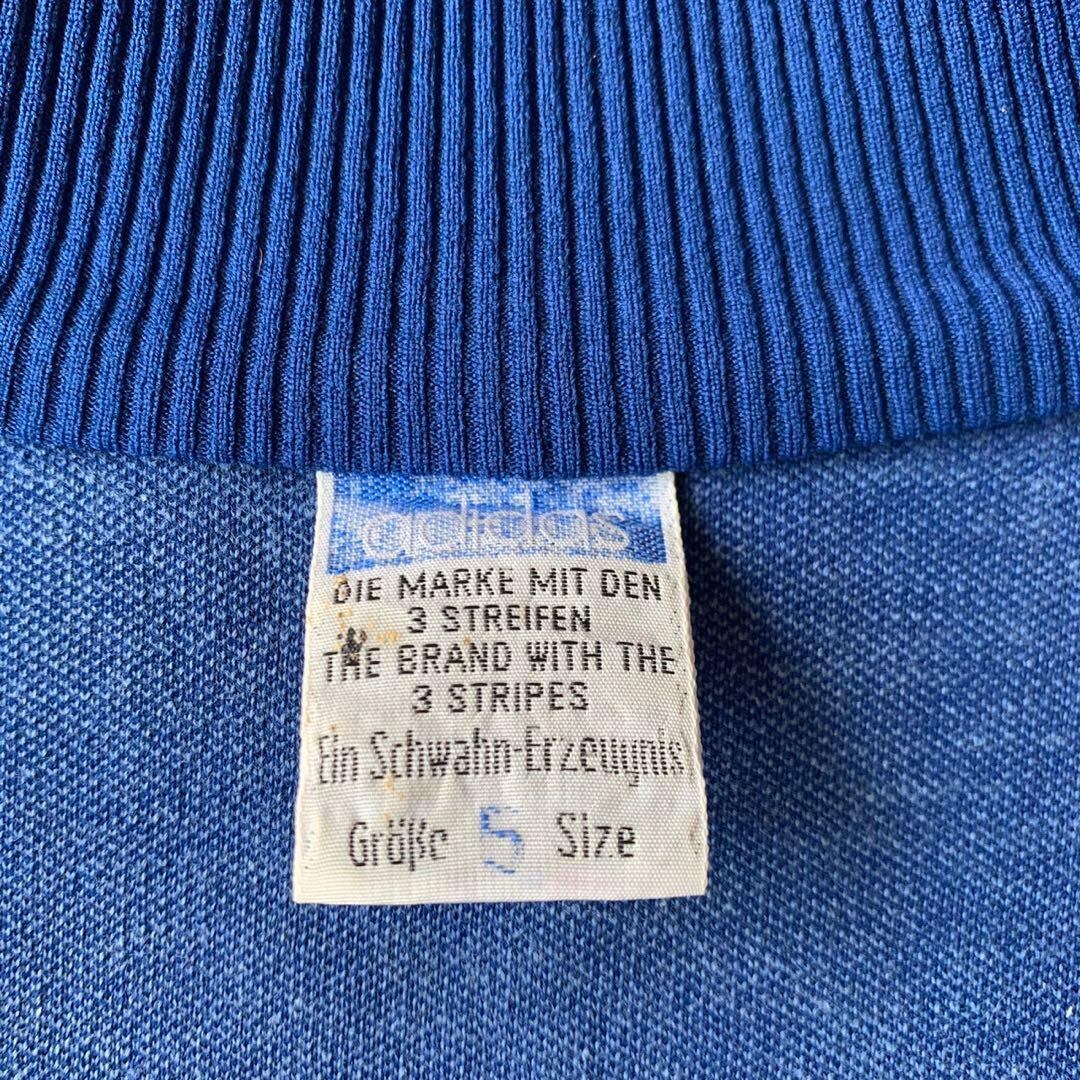 adidas
DIE MARKE MIT DEN
3 STREIFEN
THE BRAND WITH THE
3 STRIPES
Ein Schwahn-Erzeugnis
Größe 5 Size